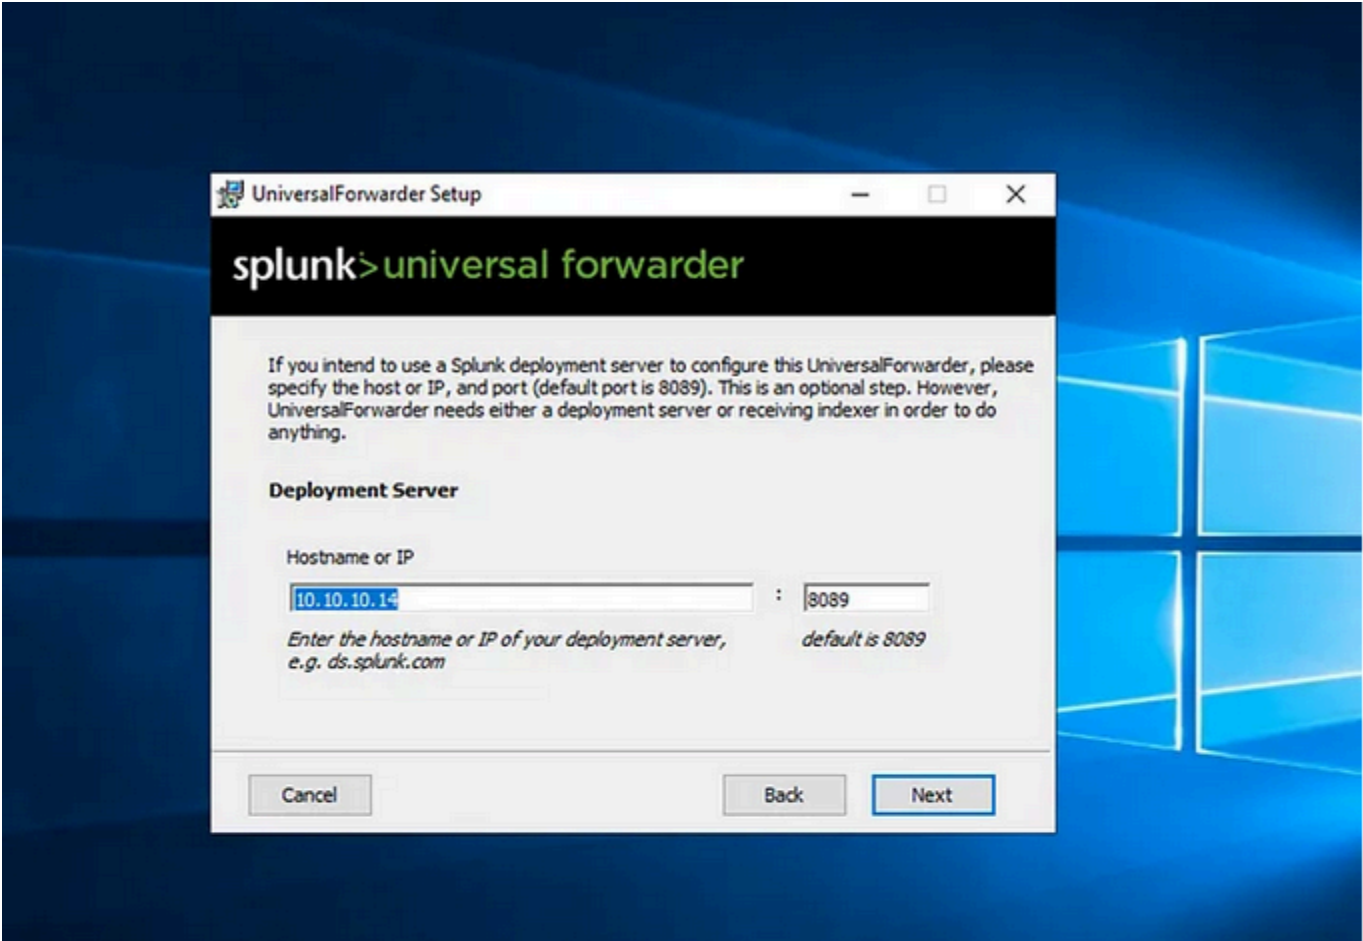 UniversalForwarder Setup
splunk>universal forwarder
If you intend to use a Splunk deployment server to configure this UniversalForwarder, please
specify the host or IP, and port (default port is 8089). This is an optional step. However,
UniversalForwarder needs either a deployment server or receiving indexer in order to do
anything.
Deployment Server
Hostname or IP
10.10.10.14 : 8089
Enter the hostname or IP of your deployment server, default is 8089
e.g. ds.splunk.com
Cancel Back Next